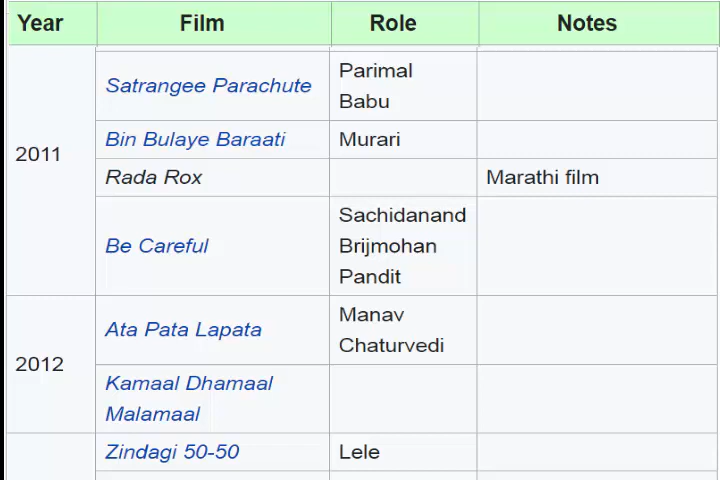 Year Film Role Notes
Satrangee Parachute Parimal
Babu
2011
Bin Bulaye Baraati Murari
Rada Rox Marathi film
Be Careful Sachidanand
Brijmohan
Pandit
2012
Ata Pata Lapata Manav
Chaturvedi
Kamaal Dhamaal
Malamaal
Zindagi 50-50 Lele